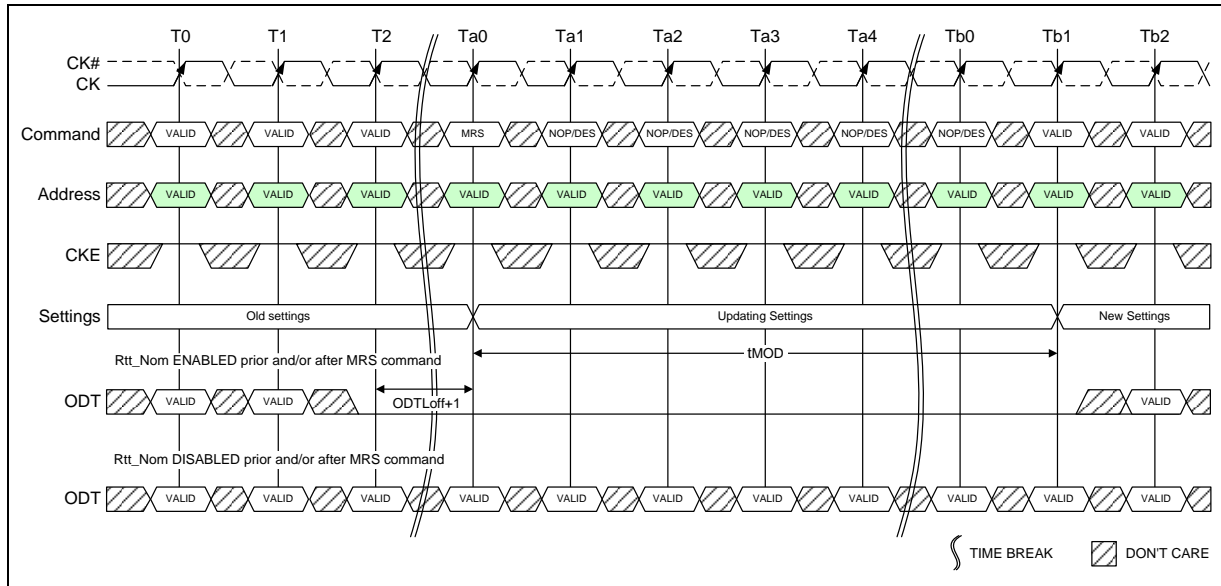 T0 T1 T2 Ta0 Ta1 Ta2 Ta3 Ta4 Tb0 Tb1 Tb2
CK#
CK
Command VALID VALID VALID MRS NOP/DES NOP/DES NOP/DES NOP/DES NOP/DES VALID VALID
Address VALID VALID VALID VALID VALID VALID VALID VALID VALID VALID VALID
CKE
Settings Old settings Updating Settings New Settings
Rtt_Nom ENABLED prior and/or after MRS command
tMOD
ODTLoff+1
ODT VALID VALID VALID
Rtt_Nom DISABLED prior and/or after MRS command
ODT VALID VALID VALID VALID VALID VALID VALID VALID VALID VALID VALID
TIME BREAK DON'T CARE